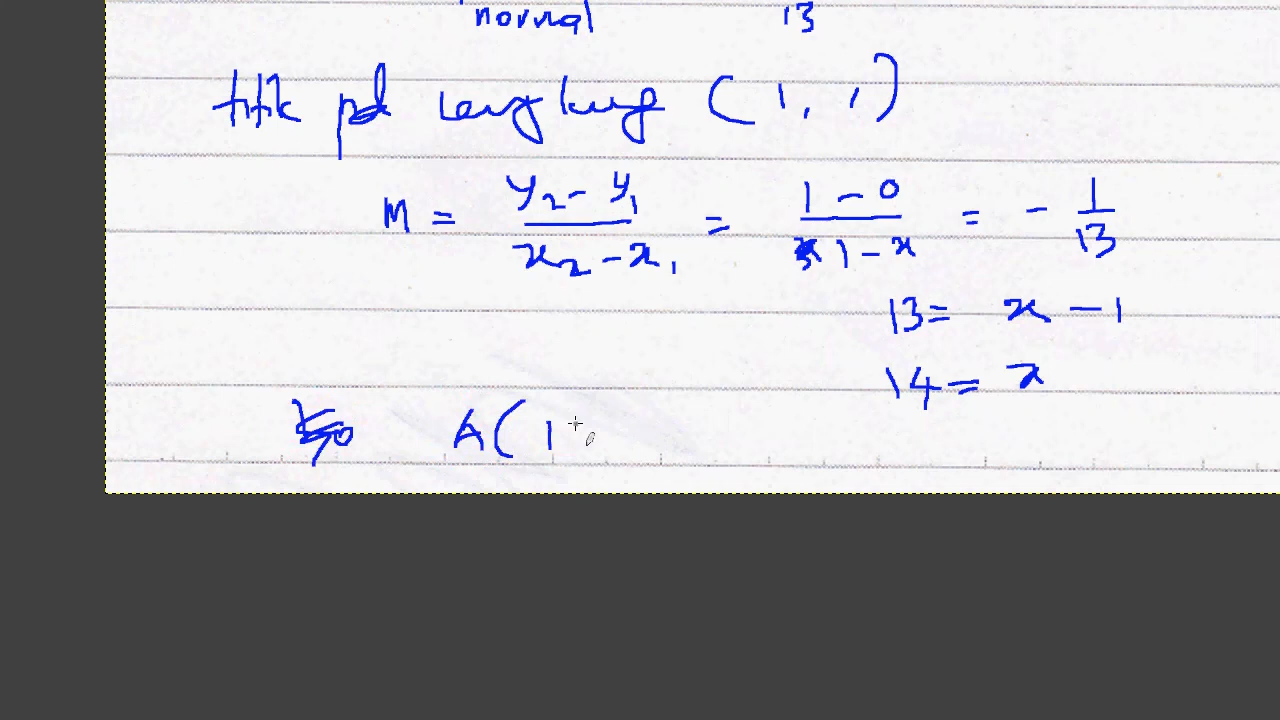 normal 13
titik pd lengkung (1, 1)
m = y₂ - y₁ / x₂ - x₁ = 1 - 0 / 1 - x = - 1/13
13 = x - 1
14 = x
A( 1